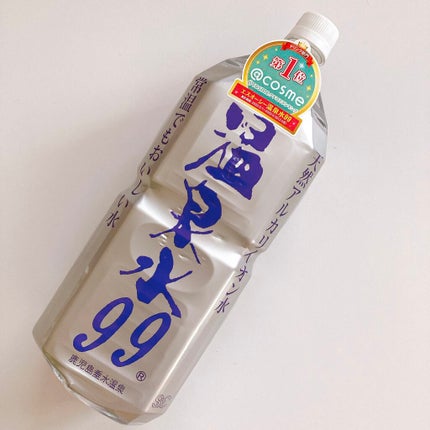 第1位
@cosme
エスオーシー温泉水99
天然アルカリイオン水
温泉水99
®
常温でもおいしい水
鹿児島垂水温泉